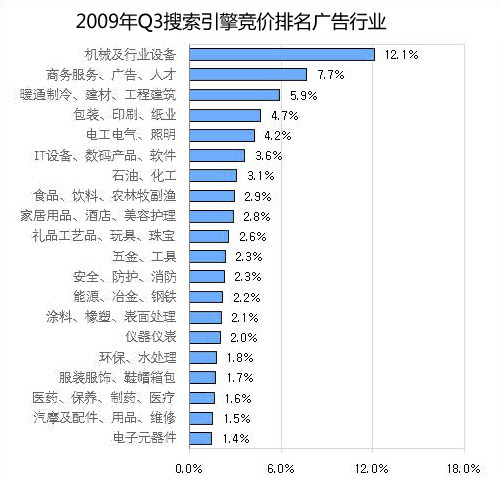 2009年Q3搜索引擎竞价排名广告行业
机械及行业设备 12.1%
商务服务、广告、人才 7.7%
暖通制冷、建材、工程建筑 5.9%
包装、印刷、纸业 4.7%
电工电气、照明 4.2%
IT设备、数码产品、软件 3.6%
石油、化工 3.1%
食品、饮料、农林牧副渔 2.9%
家居用品、酒店、美容护理 2.8%
礼品工艺品、玩具、珠宝 2.6%
五金、工具 2.3%
安全、防护、消防 2.3%
能源、冶金、钢铁 2.2%
涂料、橡塑、表面处理 2.1%
仪器仪表 2.0%
环保、水处理 1.8%
服装服饰、鞋帽箱包 1.7%
医药、保养、制药、医疗 1.6%
汽摩及配件、用品、维修 1.5%
电子元器件 1.4%
0.0% 6.0% 12.0% 18.0%